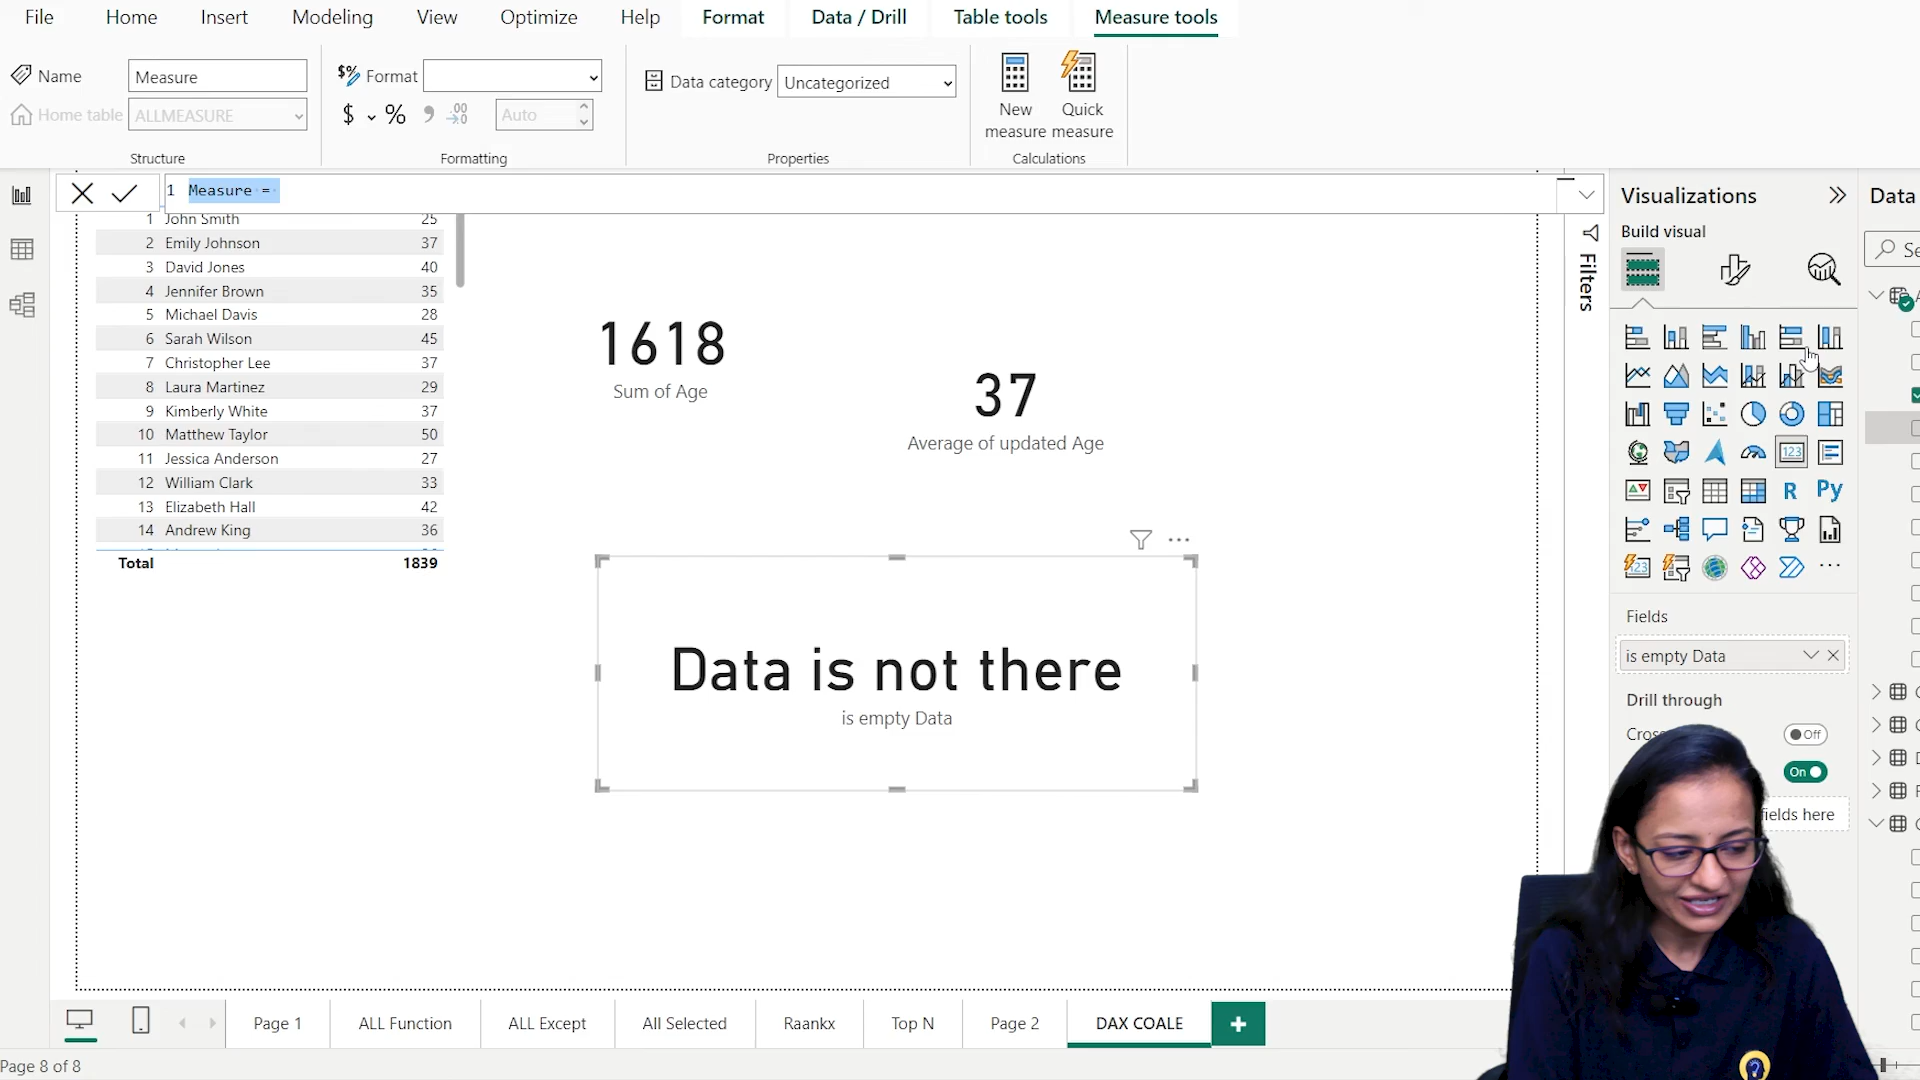 File Home Insert Modeling View Optimize Help Format Data / Drill Table tools Measure tools
Name Measure
Home table ALLMEASURE
Structure
Format
$ % 9 .00
Auto
Formatting
Data category Uncategorized
Properties
New measure
Quick measure
Calculations
1 Measure =
1 John Smith 25
2 Emily Johnson 37
3 David Jones 40
4 Jennifer Brown 35
5 Michael Davis 28
6 Sarah Wilson 45
7 Christopher Lee 37
8 Laura Martinez 29
9 Kimberly White 37
10 Matthew Taylor 50
11 Jessica Anderson 27
12 William Clark 33
13 Elizabeth Hall 42
14 Andrew King 36
Total 1839
1618
Sum of Age
37
Average of updated Age
Data is not there
is empty Data
Filters
Visualizations
Build visual
123
R Py
123
Fields
is empty Data
Drill through
Off
On
fields here
Data
Page 1 ALL Function ALL Except All Selected Raankx Top N Page 2 DAX COALE
Page 8 of 8